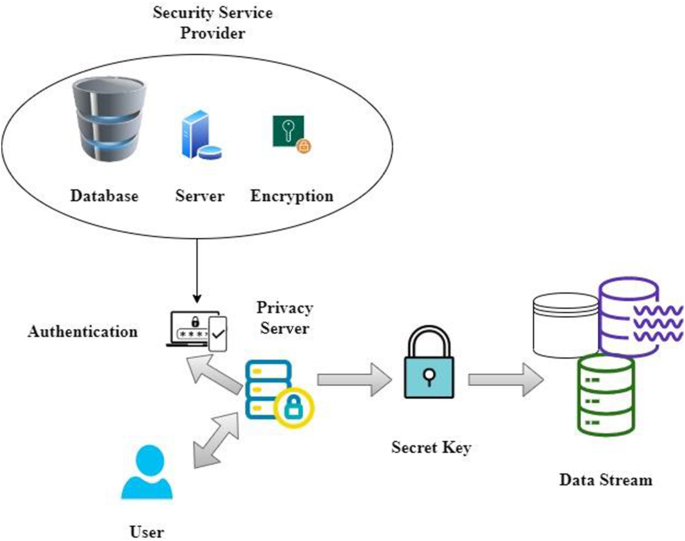 Security Service
Provider
Database
Server
Encryption
Authentication
Privacy
Server
Secret Key
Data Stream
User